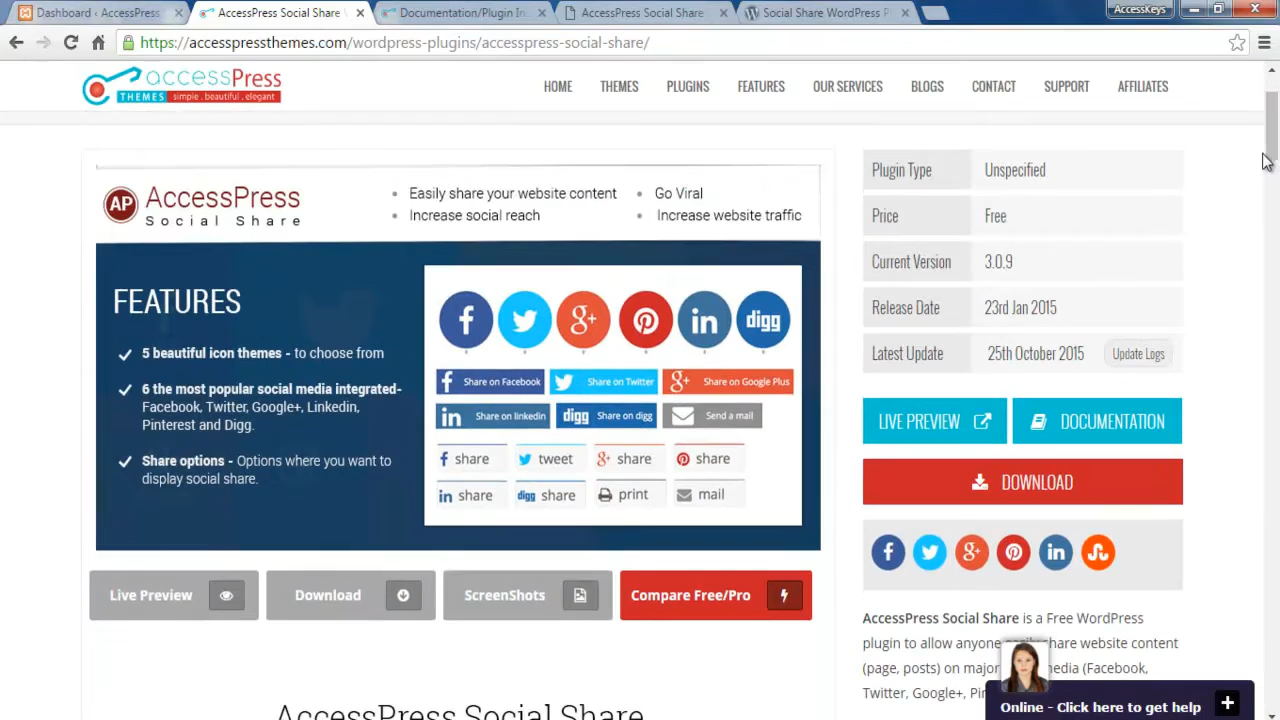 Dashboard ‹ AccessPress
AccessPress Social Share
Documentation/Plugin In
AccessPress Social Share
Social Share WordPress P
AccessKeys
https://accesspressthemes.com/wordpress-plugins/accesspress-social-share/
accessPress
THEMES simple . beautiful . elegant
HOME THEMES PLUGINS FEATURES OUR SERVICES BLOGS CONTACT SUPPORT AFFILIATES
AP AccessPress
Social Share
• Easily share your website content
• Increase social reach
• Go Viral
• Increase website traffic
FEATURES
5 beautiful icon themes - to choose from
6 the most popular social media integrated-
Facebook, Twitter, Google+, Linkedin,
Pinterest and Digg.
Share options - Options where you want to
display social share.
digg
Share on Facebook
Share on Twitter
Share on Google Plus
Share on linkedin
digg Share on digg
Send a mail
share
tweet
share
share
share
digg share
print
mail
Live Preview
Download
ScreenShots
Compare Free/Pro
AccessPress Social Share
Plugin Type Unspecified
Price Free
Current Version 3.0.9
Release Date 23rd Jan 2015
Latest Update 25th October 2015 Update Logs
LIVE PREVIEW
DOCUMENTATION
DOWNLOAD
AccessPress Social Share is a Free WordPress
plugin to allow anyone easily share website content
(page, posts) on major media (Facebook,
Twitter, Google+,
Online - Click here to get help